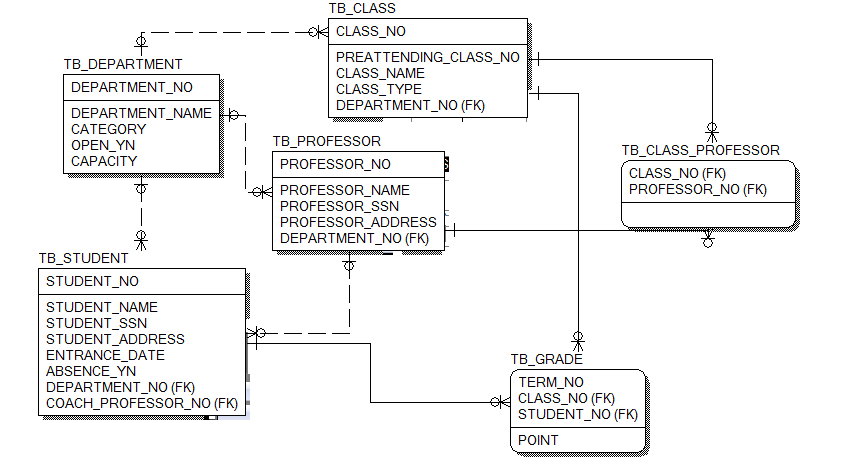 TB_CLASS
CLASS_NO
PREATTENDING_CLASS_NO
CLASS_NAME
CLASS_TYPE
DEPARTMENT_NO (FK)
TB_DEPARTMENT
DEPARTMENT_NO
DEPARTMENT_NAME
CATEGORY
OPEN_YN
CAPACITY
TB_PROFESSOR
PROFESSOR_NO
PROFESSOR_NAME
PROFESSOR_SSN
PROFESSOR_ADDRESS
DEPARTMENT_NO (FK)
TB_CLASS_PROFESSOR
CLASS_NO (FK)
PROFESSOR_NO (FK)
TB_STUDENT
STUDENT_NO
STUDENT_NAME
STUDENT_SSN
STUDENT_ADDRESS
ENTRANCE_DATE
ABSENCE_YN
DEPARTMENT_NO (FK)
COACH_PROFESSOR_NO (FK)
TB_GRADE
TERM_NO
CLASS_NO (FK)
STUDENT_NO (FK)
POINT